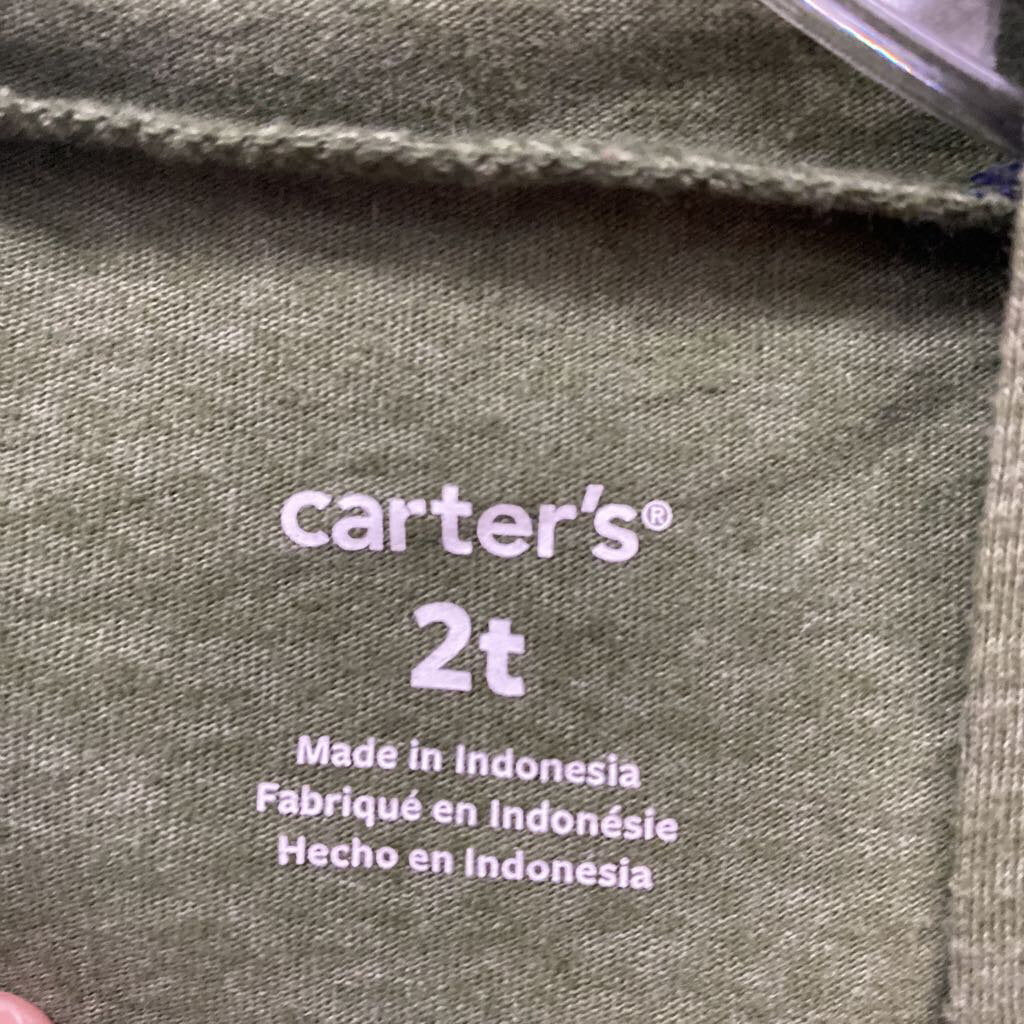 carter's®
2t
Made in Indonesia
Fabriqué en Indonésie
Hecho en Indonesia